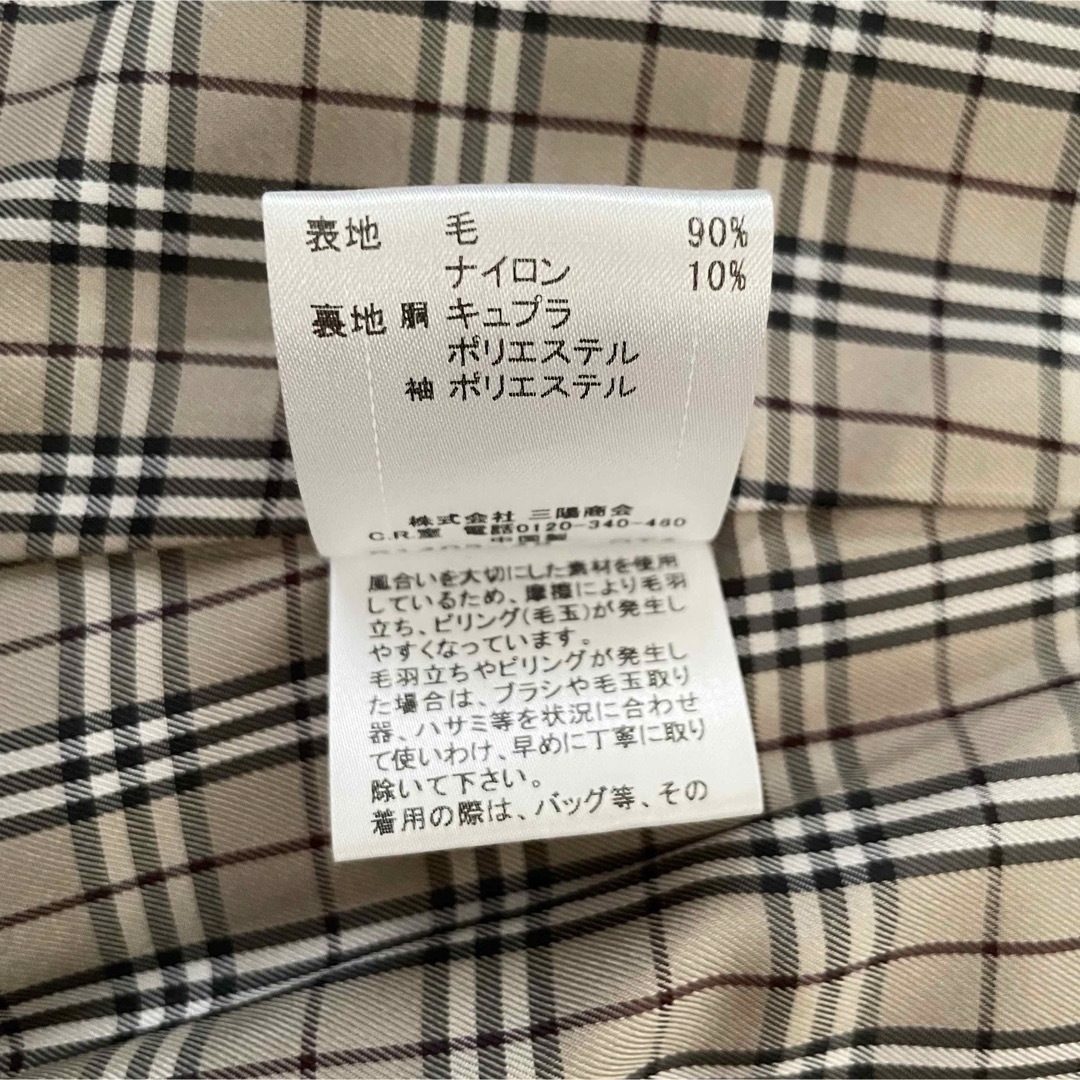 表地 毛 90%
ナイロン 10%
裏地 胴 キュプラ
ポリエステル
袖 ポリエステル
株式会社 三陽商会
C.R.室 電話0120-340-460
中国製
風合いを大切にした素材を使用
しているため、摩擦により毛羽
立ち、ピリング(毛玉)が発生し
やすくなっています。
毛羽立ちやピリングが発生し
た場合は、ブラシや毛玉取り
器、ハサミ等を状況に合わせ
て使いわけ、早めに丁寧に取り
除いて下さい。
着用の際は、バッグ等、その